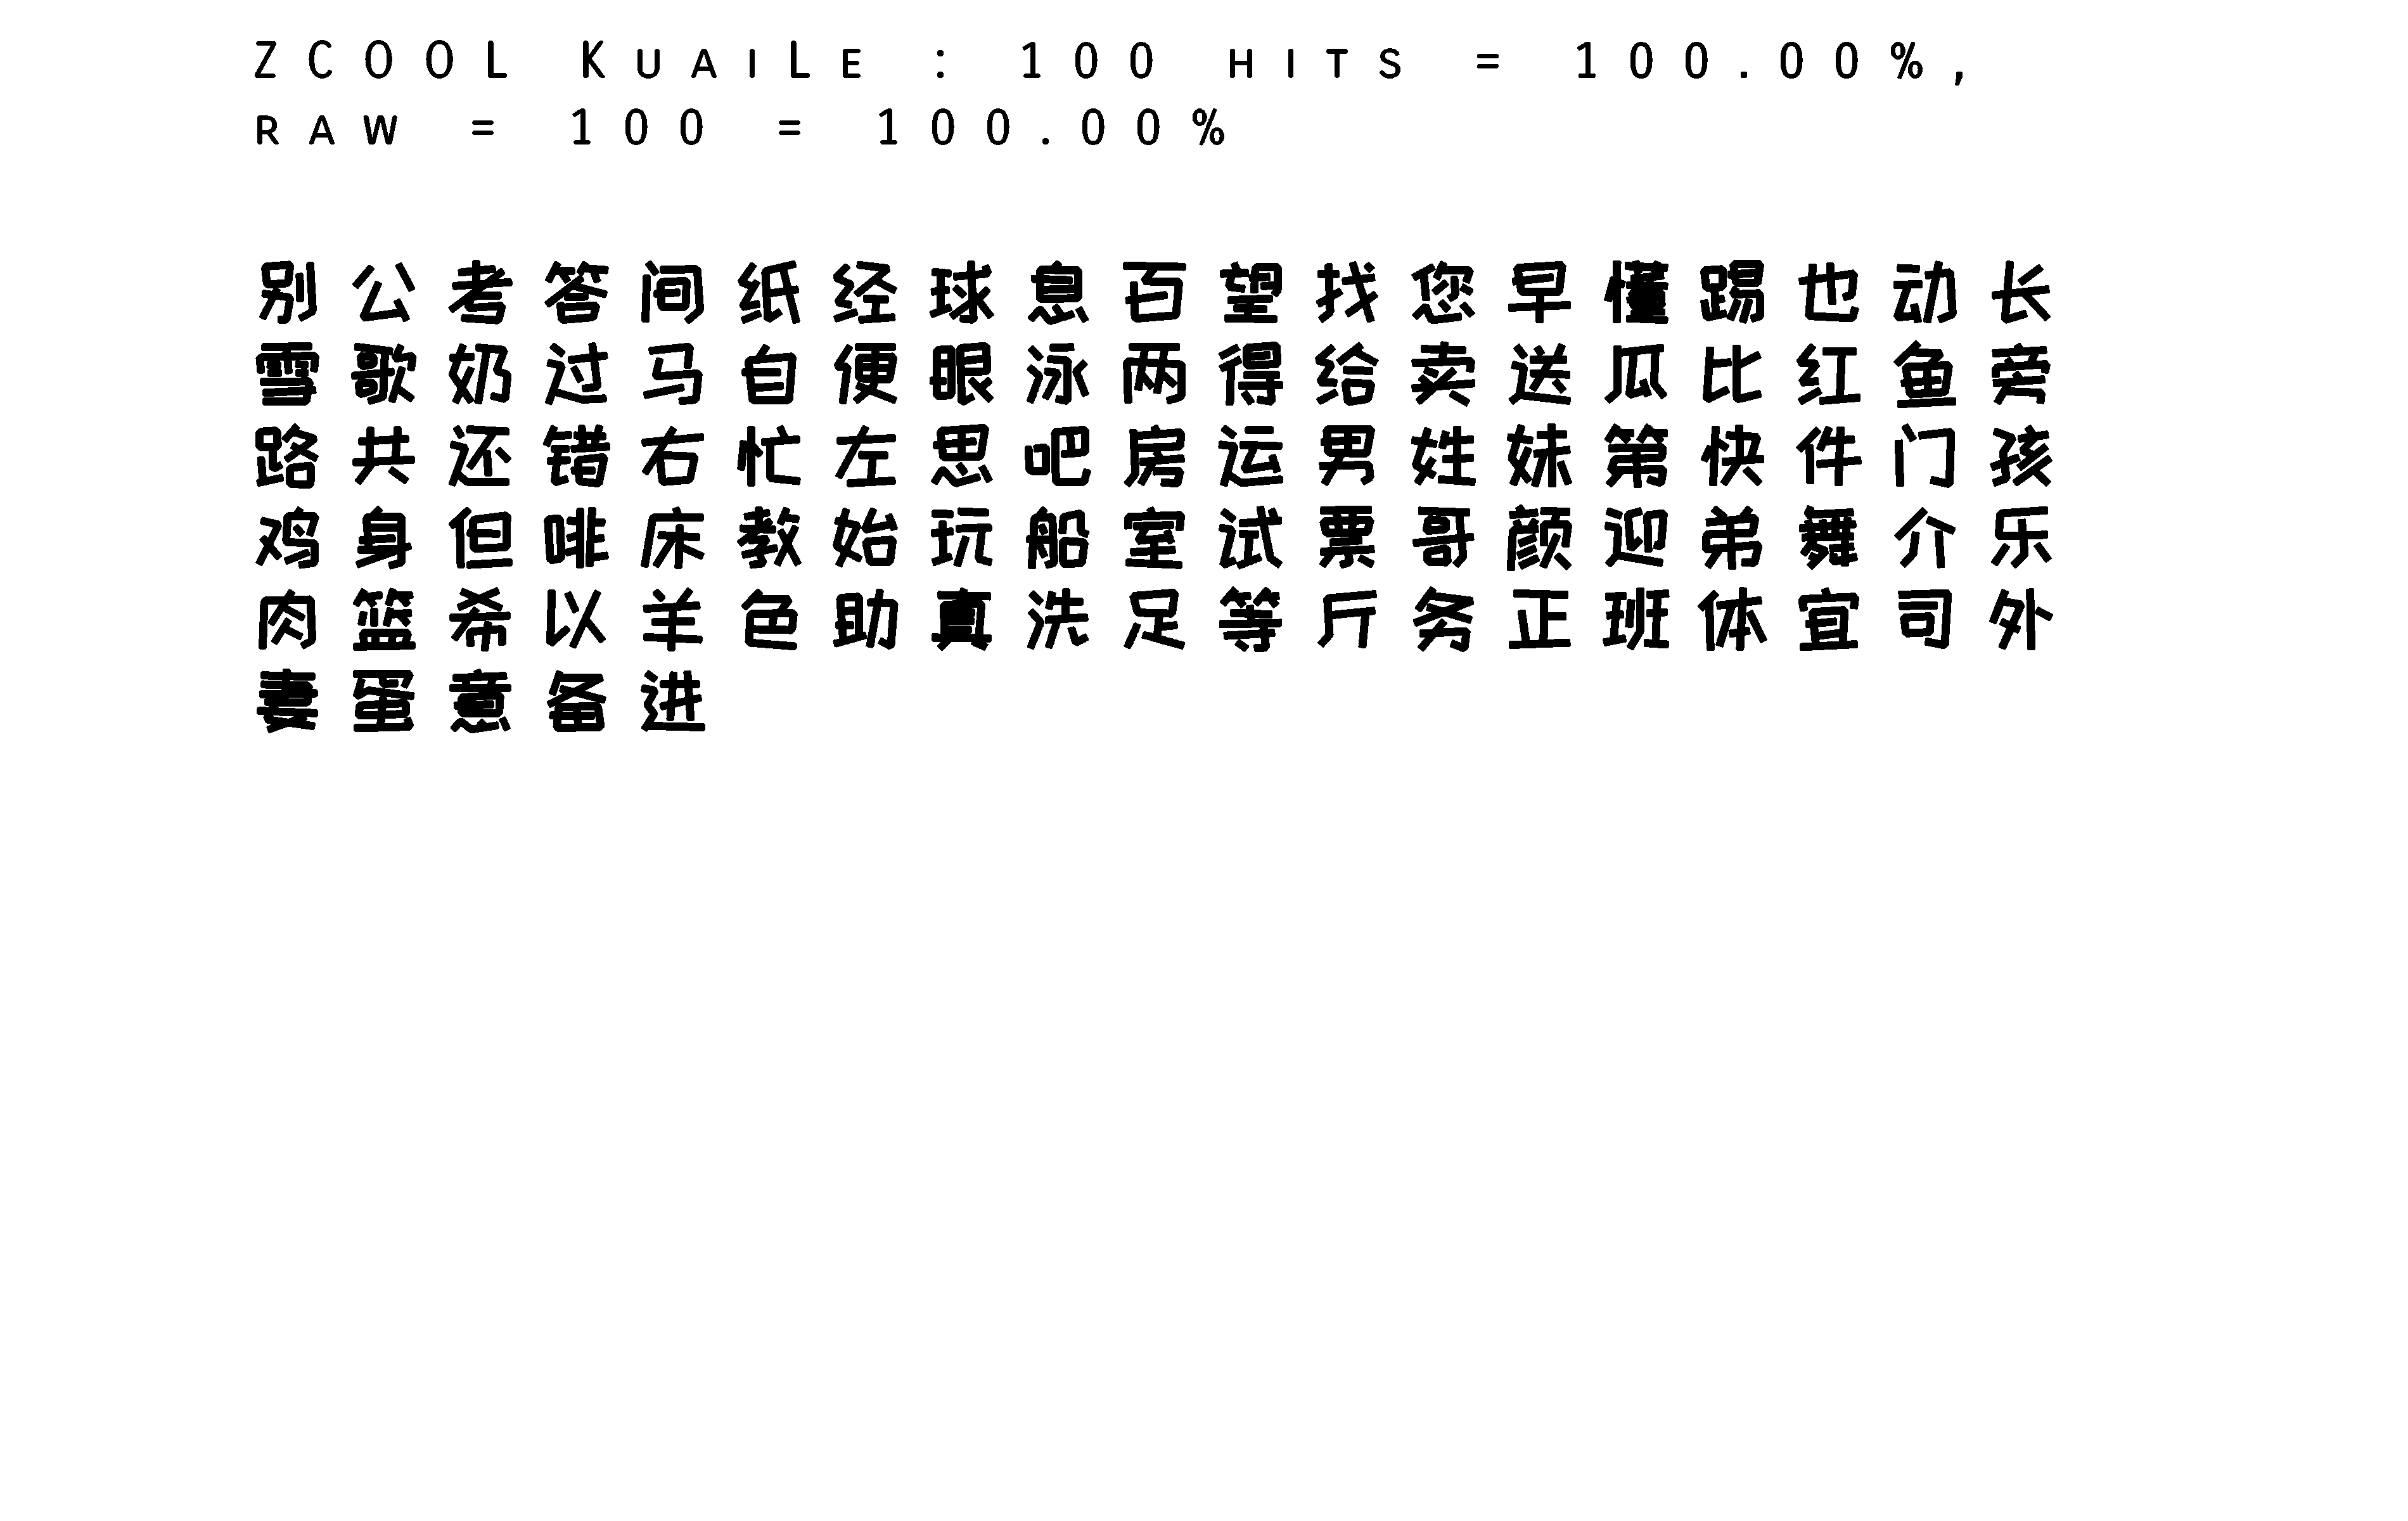 ZCOOL KuaiLe : 100 hits = 100.00%,
raw = 100 = 100.00%
别公考答间纸经球息百望找您早懂踢也动长
雪歌奶过马自便眼泳两得给卖送瓜比红鱼旁
路共还错右忙左思吧房运男姓妹第快件门孩
鸡身但啡床教始玩船室试票哥颜迎弟舞介乐
肉篮希以羊色助真洗足等斤务正班体宜司外
妻蛋意备进